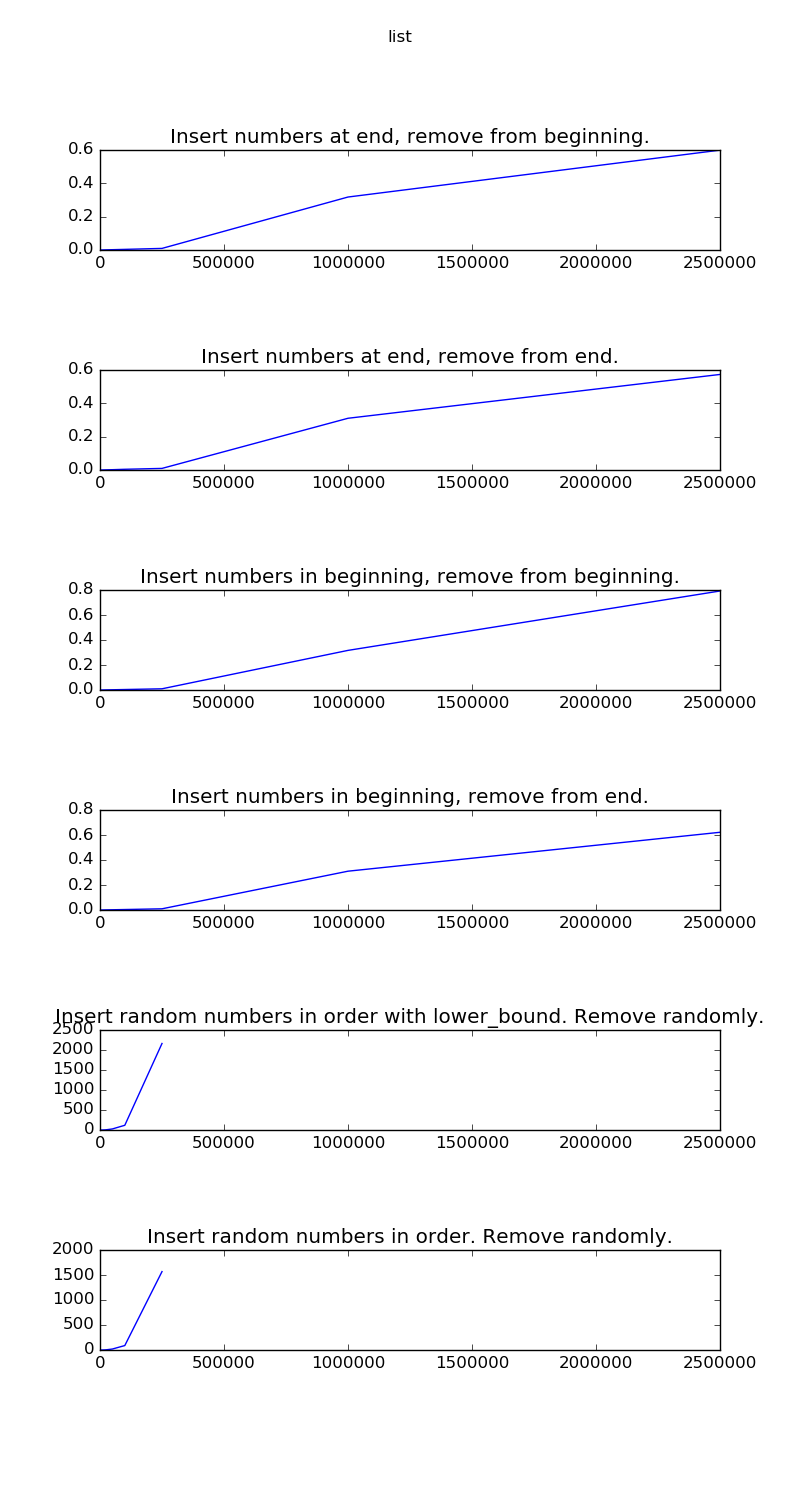 list
Insert numbers at end, remove from beginning.
0.6
0.4
0.2
0.0
0 500000 1000000 1500000 2000000 2500000
Insert numbers at end, remove from end.
0.6
0.4
0.2
0.0
0 500000 1000000 1500000 2000000 2500000
Insert numbers in beginning, remove from beginning.
0.8
0.6
0.4
0.2
0.0
0 500000 1000000 1500000 2000000 2500000
Insert numbers in beginning, remove from end.
0.8
0.6
0.4
0.2
0.0
0 500000 1000000 1500000 2000000 2500000
Insert random numbers in order with lower_bound. Remove randomly.
2500
2000
1500
1000
500
0
0 500000 1000000 1500000 2000000 2500000
Insert random numbers in order. Remove randomly.
2000
1500
1000
500
0
0 500000 1000000 1500000 2000000 2500000